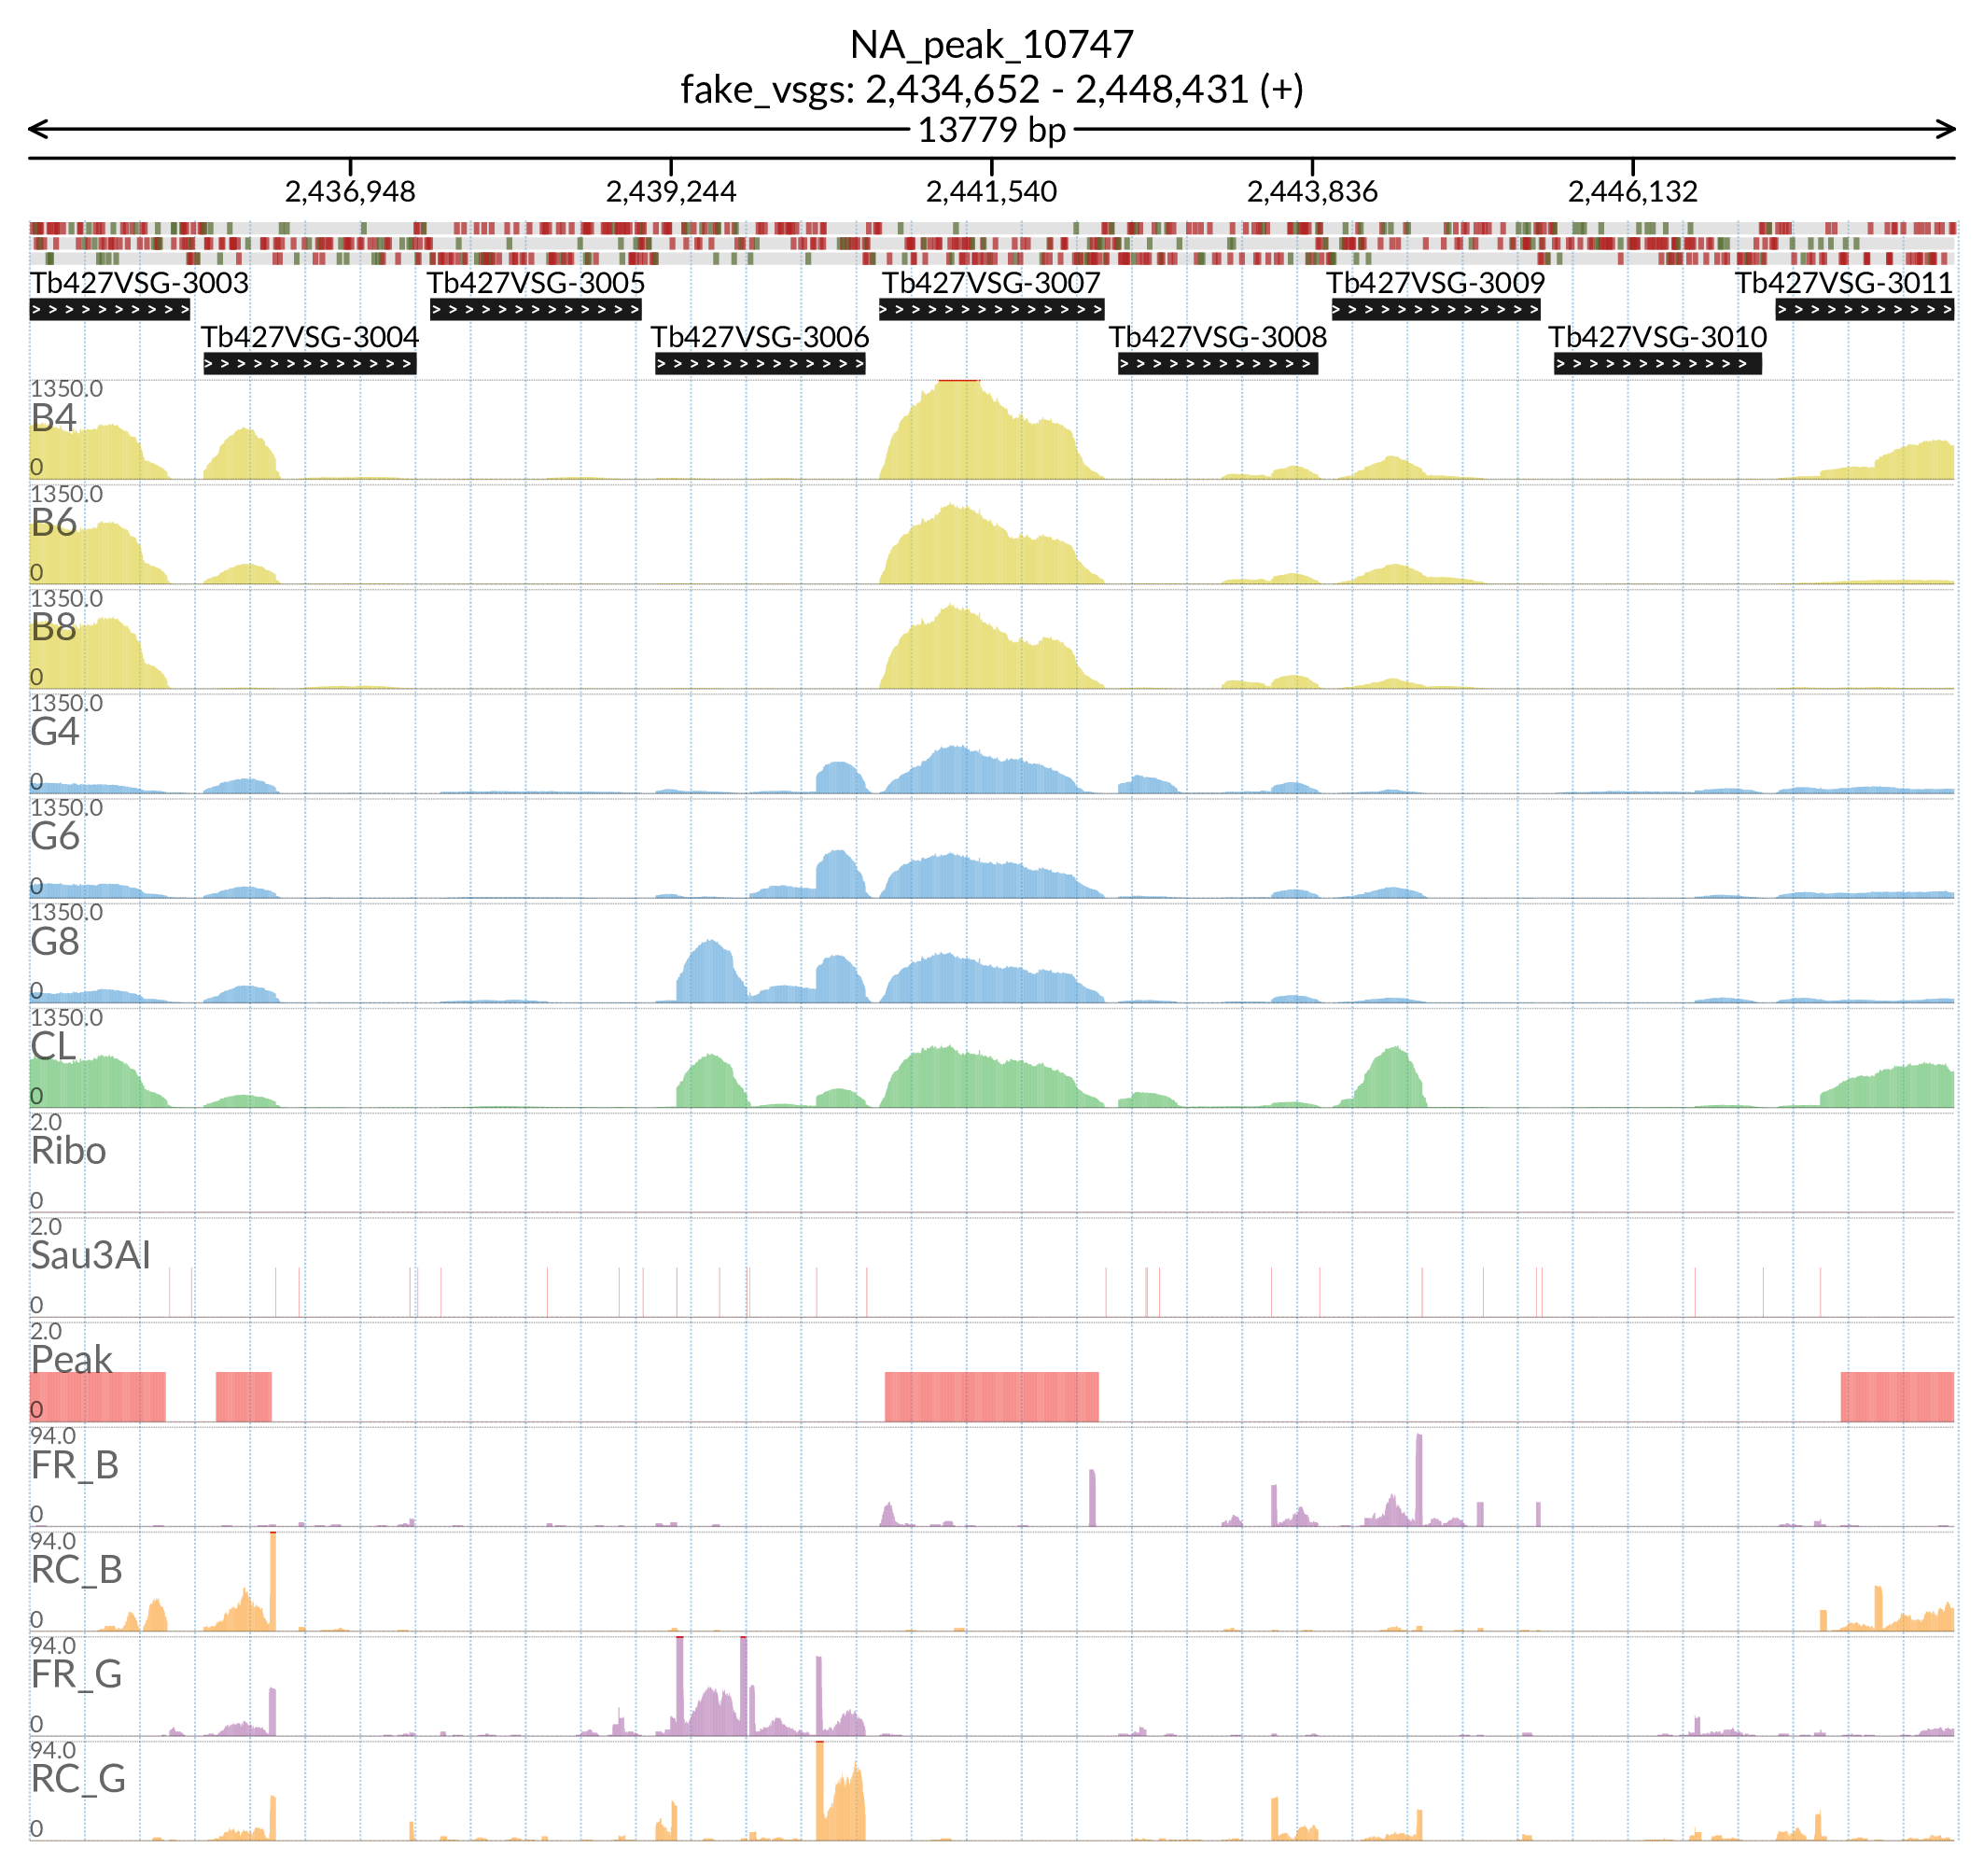 NA_peak_10747
fake_vsgs: 2,434,652 - 2,448,431 (+)
13779 bp
2,436,948 2,439,244 2,441,540 2,443,836 2,446,132
Tb427VSG-3003 Tb427VSG-3005 Tb427VSG-3007 Tb427VSG-3009 Tb427VSG-3011
Tb427VSG-3004 Tb427VSG-3006 Tb427VSG-3008 Tb427VSG-3010
1350.0
B4
0
1350.0
B6
0
1350.0
B8
0
1350.0
G4
0
1350.0
G6
0
1350.0
G8
0
1350.0
CL
0
2.0
Ribo
0
2.0
Sau3AI
0
2.0
Peak
0
94.0
FR_B
0
94.0
RC_B
0
94.0
FR_G
0
94.0
RC_G
0